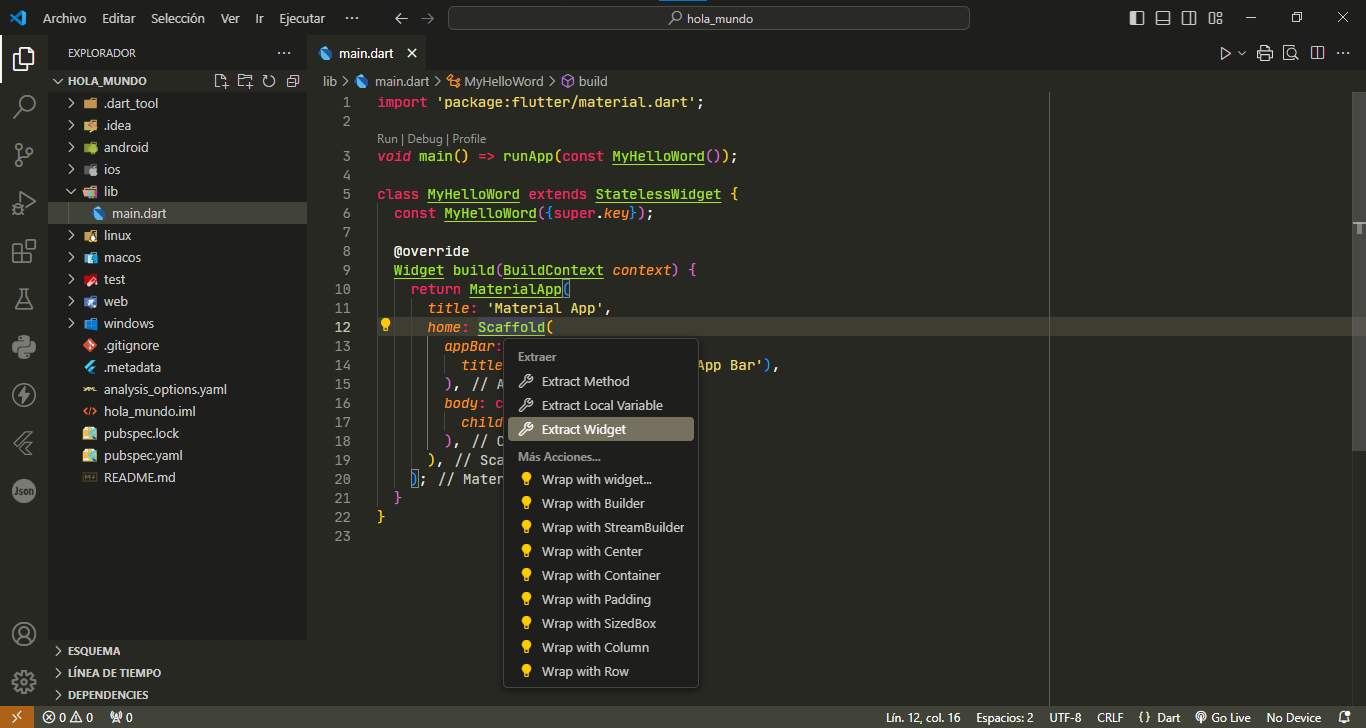 Archivo Editar Selección Ver Ir Ejecutar ··· hola_mundo
EXPLORADOR ···
main.dart
HOLA_MUNDO
.dart_tool
.idea
android
ios
lib
main.dart
linux
macos
test
web
windows
.gitignore
.metadata
analysis_options.yaml
hola_mundo.iml
pubspec.lock
pubspec.yaml
README.md
ESQUEMA
LÍNEA DE TIEMPO
DEPENDENCIES
lib > main.dart > MyHelloWord > build
1 import 'package:flutter/material.dart';
2
Run | Debug | Profile
3 void main() => runApp(const MyHelloWord());
4
5 class MyHelloWord extends StatelessWidget {
6 const MyHelloWord({super.key});
7
8 @override
9 Widget build(BuildContext context) {
10 return MaterialApp(
11 title: 'Material App',
12 home: Scaffold(
13 appBar:
14 title App Bar'),
15 ), // A
16 body: c
17 child
18 ), // C
19 ), // Sca
20 ); // Mater
21 }
22 }
23
Extraer
Extract Method
Extract Local Variable
Extract Widget
Más Acciones...
Wrap with widget...
Wrap with Builder
Wrap with StreamBuilder
Wrap with Center
Wrap with Container
Wrap with Padding
Wrap with SizedBox
Wrap with Column
Wrap with Row
Json
0 0 0 Lín. 12, col. 16 Espacios: 2 UTF-8 CRLF {} Dart Go Live No Device